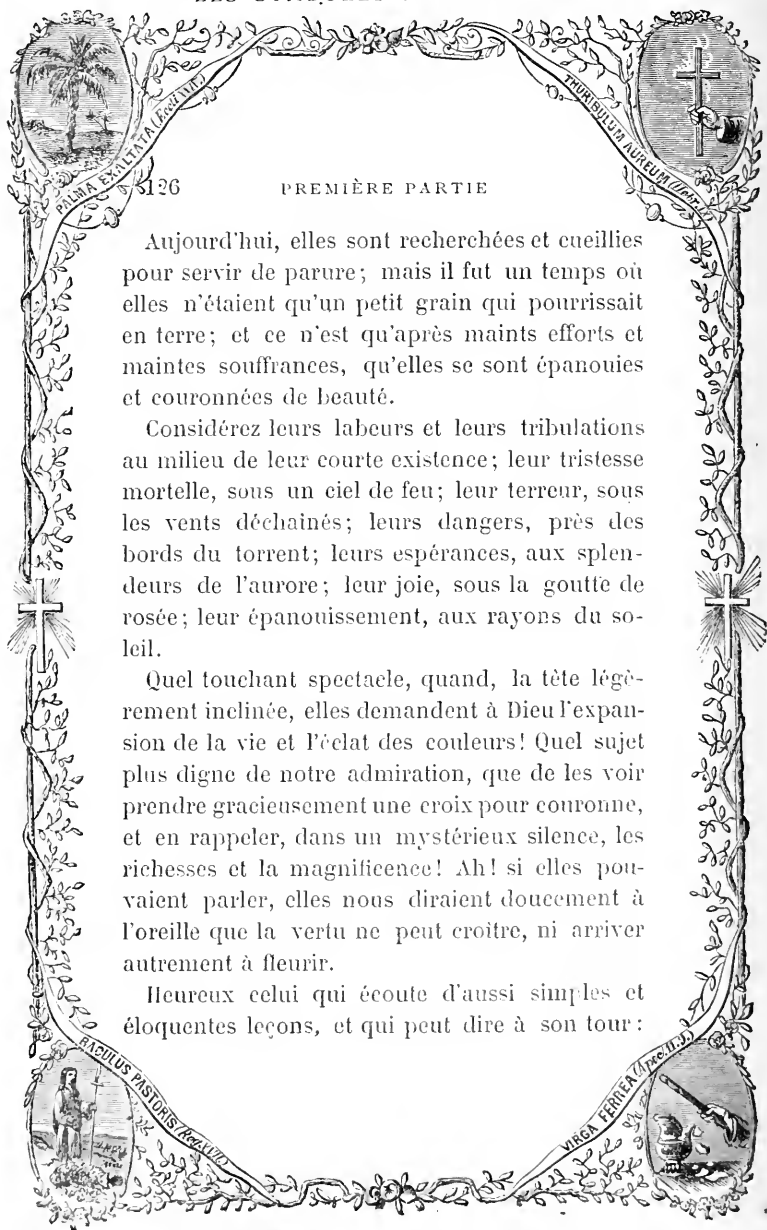 PALMA EXALTATA (Eccli.
THURIBULUM AUREUM
126 PREMIÈRE PARTIE
Aujourd'hui, elles sont recherchées et cueillies
pour servir de parure; mais il fut un temps où
elles n'étaient qu'un petit grain qui pourrissait
en terre; et ce n'est qu'après maints efforts et
maintes souffrances, qu'elles se sont épanouies
et couronnées de beauté.
Considérez leurs labeurs et leurs tribulations
au milieu de leur courte existence; leur tristesse
mortelle, sous un ciel de feu; leur terreur, sous
les vents déchaînés; leurs dangers, près des
bords du torrent; leurs espérances, aux splen-
deurs de l'aurore; leur joie, sous la goutte de
rosée; leur épanouissement, aux rayons du so-
leil.
Quel touchant spectacle, quand, la tête légè-
rement inclinée, elles demandent à Dieu l'expan-
sion de la vie et l'éclat des couleurs! Quel sujet
plus digne de notre admiration, que de les voir
prendre gracieusement une croix pour couronne,
et en rappeler, dans un mystérieux silence, les
richesses et la magnificence! Ah! si elles pou-
vaient parler, elles nous diraient doucement à
l'oreille que la vertu ne peut croître, ni arriver
autrement à fleurir.
Heureux celui qui écoute d'aussi simples et
éloquentes leçons, et qui peut dire à son tour:
BACULUS PASTORIS
VIRGA FERREA (Apoc. II.)